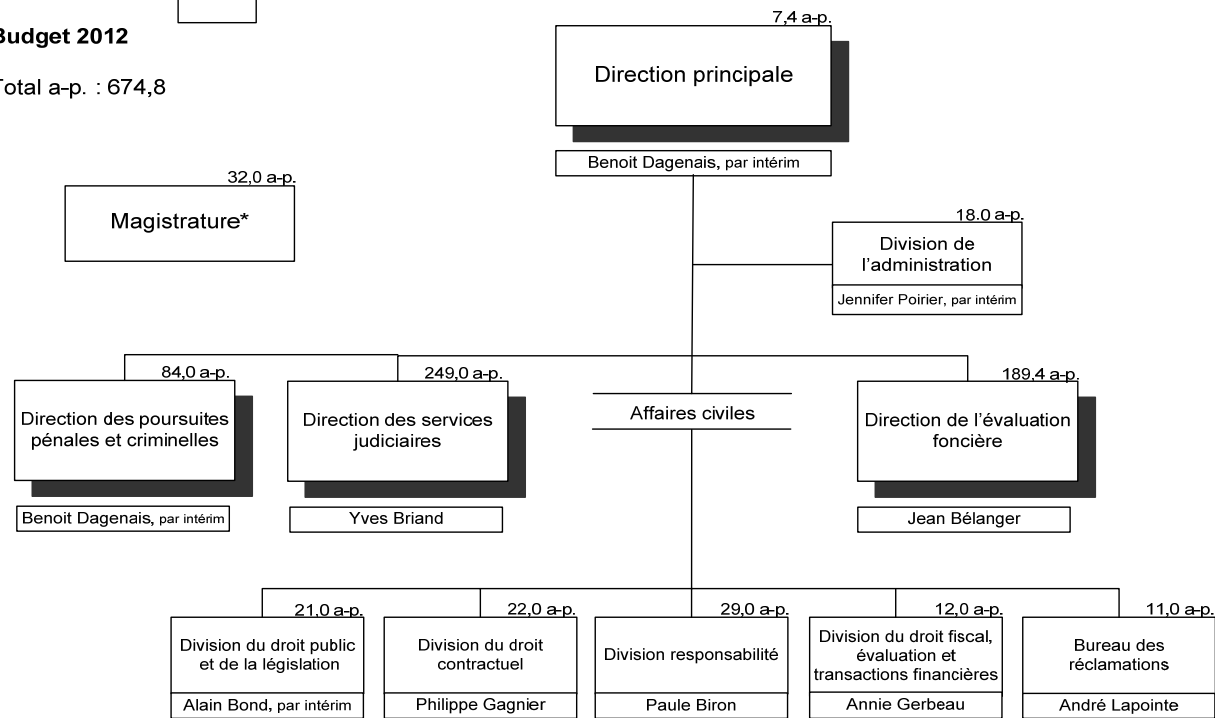 7,4 a-p.
Budget 2012
Direction principale
Total a-p. : 674,8
Benoit Dagenais, par intérim
32,0 a-p.
Magistrature*
18.0 a-p.
Division de
l'administration
Jennifer Poirier, par intérim
84,0 a-p.
Direction des poursuites
pénales et criminelles
Benoit Dagenais, par intérim
249,0 a-p.
Direction des services
judiciaires
Yves Briand
Affaires civiles
189,4 a-p.
Direction de l'évaluation
foncière
Jean Bélanger
21,0 a-p.
Division du droit public
et de la législation
Alain Bond, par intérim
22,0 a-p.
Division du droit
contractuel
Philippe Gagnier
29,0 a-p.
Division responsabilité
Paule Biron
12,0 a-p.
Division du droit fiscal,
évaluation et
transactions financières
Annie Gerbeau
11,0 a-p.
Bureau des
réclamations
André Lapointe